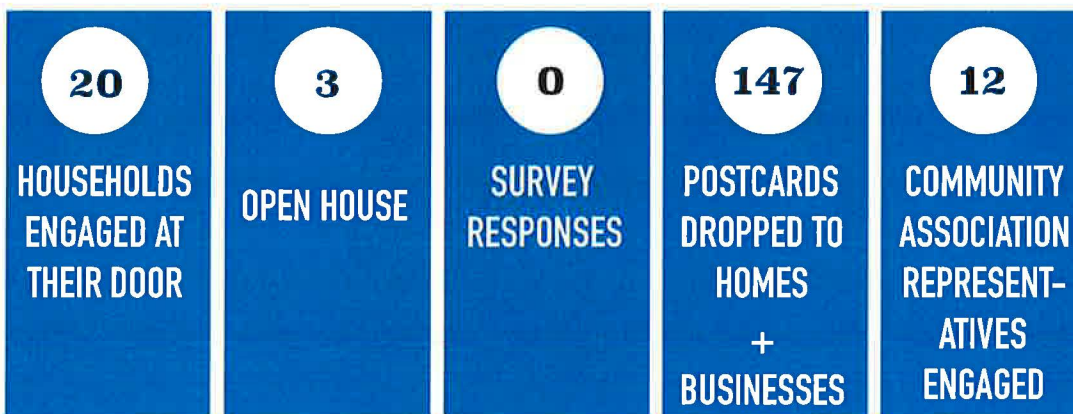 20
HOUSEHOLDS
ENGAGED AT
THEIR DOOR
3
OPEN HOUSE
0
SURVEY
RESPONSES
147
POSTCARDS
DROPPED TO
HOMES
+
BUSINESSES
12
COMMUNITY
ASSOCIATION
REPRESENT-
ATIVES
ENGAGED